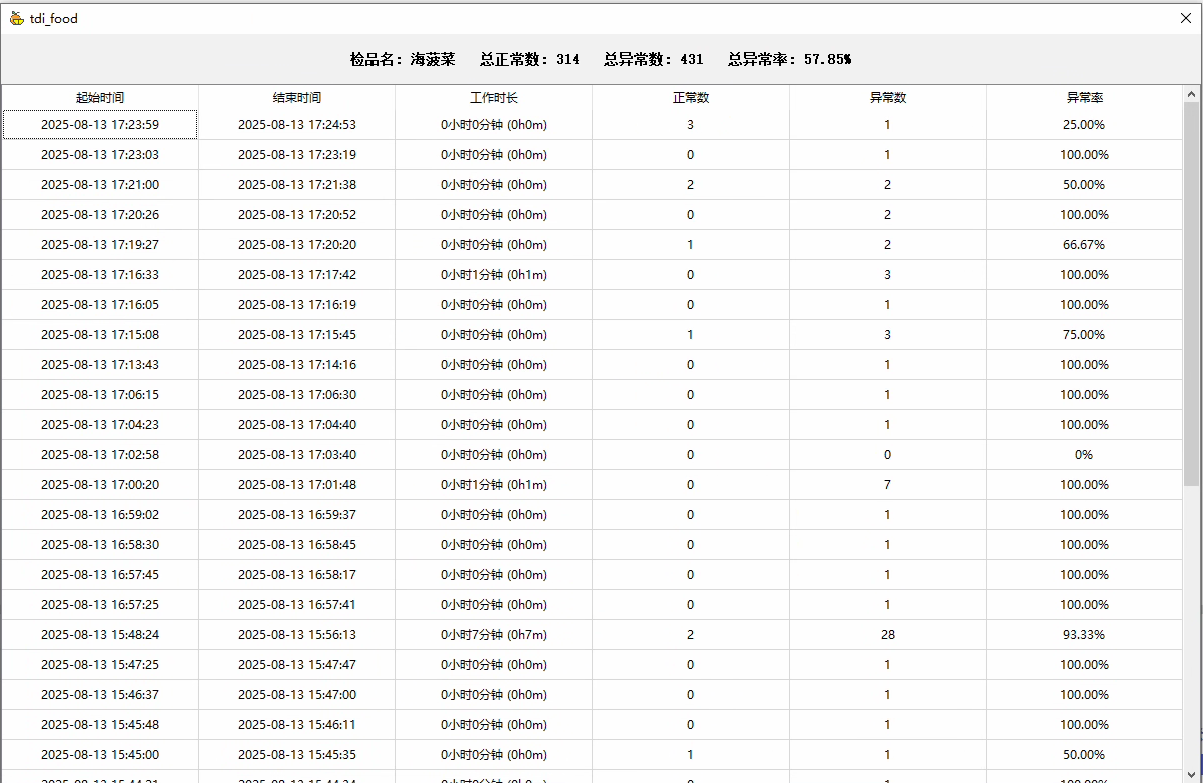 tdi_food
检品名: 海菠菜 总正常数: 314 总异常数: 431 总异常率: 57.85%
起始时间 结束时间 工作时长 正常数 异常数 异常率
2025-08-13 17:23:59 2025-08-13 17:24:53 0小时0分钟 (0h0m) 3 1 25.00%
2025-08-13 17:23:03 2025-08-13 17:23:19 0小时0分钟 (0h0m) 0 1 100.00%
2025-08-13 17:21:00 2025-08-13 17:21:38 0小时0分钟 (0h0m) 2 2 50.00%
2025-08-13 17:20:26 2025-08-13 17:20:52 0小时0分钟 (0h0m) 0 2 100.00%
2025-08-13 17:19:27 2025-08-13 17:20:20 0小时0分钟 (0h0m) 1 2 66.67%
2025-08-13 17:16:33 2025-08-13 17:17:42 0小时1分钟 (0h1m) 0 3 100.00%
2025-08-13 17:16:05 2025-08-13 17:16:19 0小时0分钟 (0h0m) 0 1 100.00%
2025-08-13 17:15:08 2025-08-13 17:15:45 0小时0分钟 (0h0m) 1 3 75.00%
2025-08-13 17:13:43 2025-08-13 17:14:16 0小时0分钟 (0h0m) 0 1 100.00%
2025-08-13 17:06:15 2025-08-13 17:06:30 0小时0分钟 (0h0m) 0 1 100.00%
2025-08-13 17:04:23 2025-08-13 17:04:40 0小时0分钟 (0h0m) 0 1 100.00%
2025-08-13 17:02:58 2025-08-13 17:03:40 0小时0分钟 (0h0m) 0 0 0%
2025-08-13 17:00:20 2025-08-13 17:01:48 0小时1分钟 (0h1m) 0 7 100.00%
2025-08-13 16:59:02 2025-08-13 16:59:37 0小时0分钟 (0h0m) 0 1 100.00%
2025-08-13 16:58:30 2025-08-13 16:58:45 0小时0分钟 (0h0m) 0 1 100.00%
2025-08-13 16:57:45 2025-08-13 16:58:17 0小时0分钟 (0h0m) 0 1 100.00%
2025-08-13 16:57:25 2025-08-13 16:57:41 0小时0分钟 (0h0m) 0 1 100.00%
2025-08-13 15:48:24 2025-08-13 15:56:13 0小时7分钟 (0h7m) 2 28 93.33%
2025-08-13 15:47:25 2025-08-13 15:47:47 0小时0分钟 (0h0m) 0 1 100.00%
2025-08-13 15:46:37 2025-08-13 15:47:00 0小时0分钟 (0h0m) 0 1 100.00%
2025-08-13 15:45:48 2025-08-13 15:46:11 0小时0分钟 (0h0m) 0 1 100.00%
2025-08-13 15:45:00 2025-08-13 15:45:35 0小时0分钟 (0h0m) 1 1 50.00%